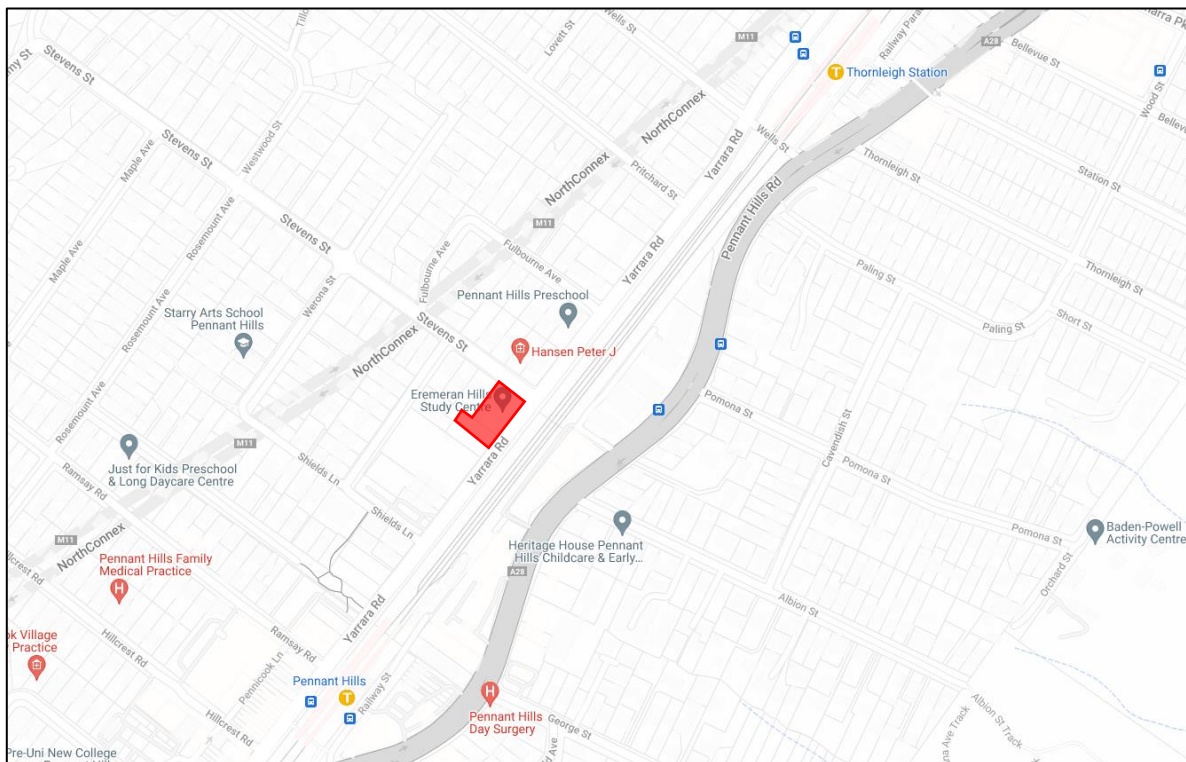 Wells St
M11
Railway Para
A28
Bellevue St
Lovett St
Stevens St
Thornleigh Station
Wood St
Westwood St
NorthConnex
Maple Ave
Stevens St
Yarrara Rd
Wells St
Pritchard St
Thornleigh St
Station St
Rosemount Ave
NorthConnex
M11
Pennant Hills Rd
Stevens St
Fulbourne Ave
Yarrara Rd
Maple Ave
Fulbourne Ave
Paling St
Thornleigh St
Werona St
Pennant Hills Preschool
Starry Arts School
Pennant Hills
Rosemount Ave
Stevens St
Short St
Paling St
NorthConnex
Hansen Peter J
Eremeran Hills
Study Centre
Pomona St
Rosemount Ave
Cavendish St
M11
Yarrara Rd
Just for Kids Preschool
& Long Daycare Centre
Ramsay Rd
Shields Ln
Pomona St
Shields Ln
Pomona St
Baden-Powell
Activity Centre
Heritage House Pennant
Hills Childcare & Early...
M11
NorthConnex
Pennant Hills Family
Medical Practice
A28
Orchard St
Hillcrest Rd
Yarrara Rd
Albion St
ok Village
Practice
Hillcrest Rd
Ramsay Rd
Pennicook Ln
Pennant Hills
Railway St
Albion St Track
Pennant Hills
Day Surgery
George St
Hillcrest Rd
Pre-Uni New College